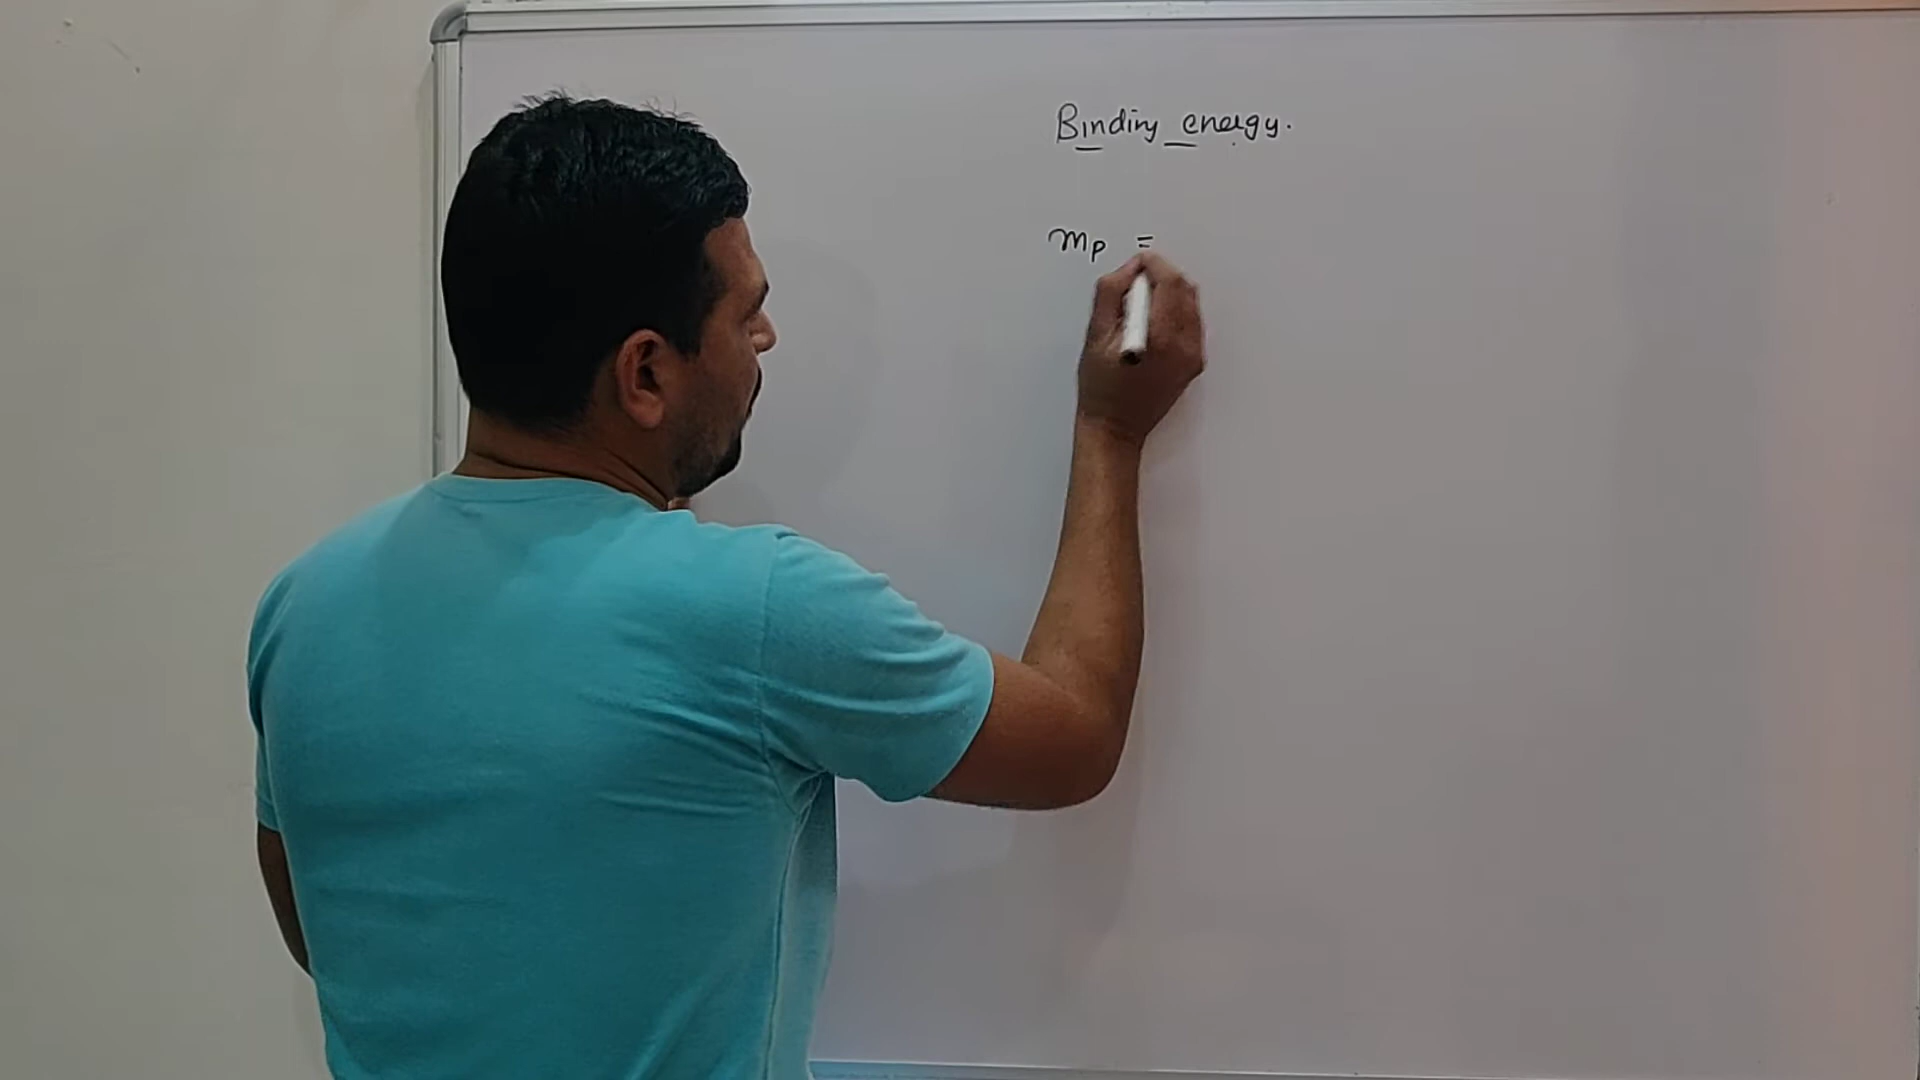 Binding energy.
mp =